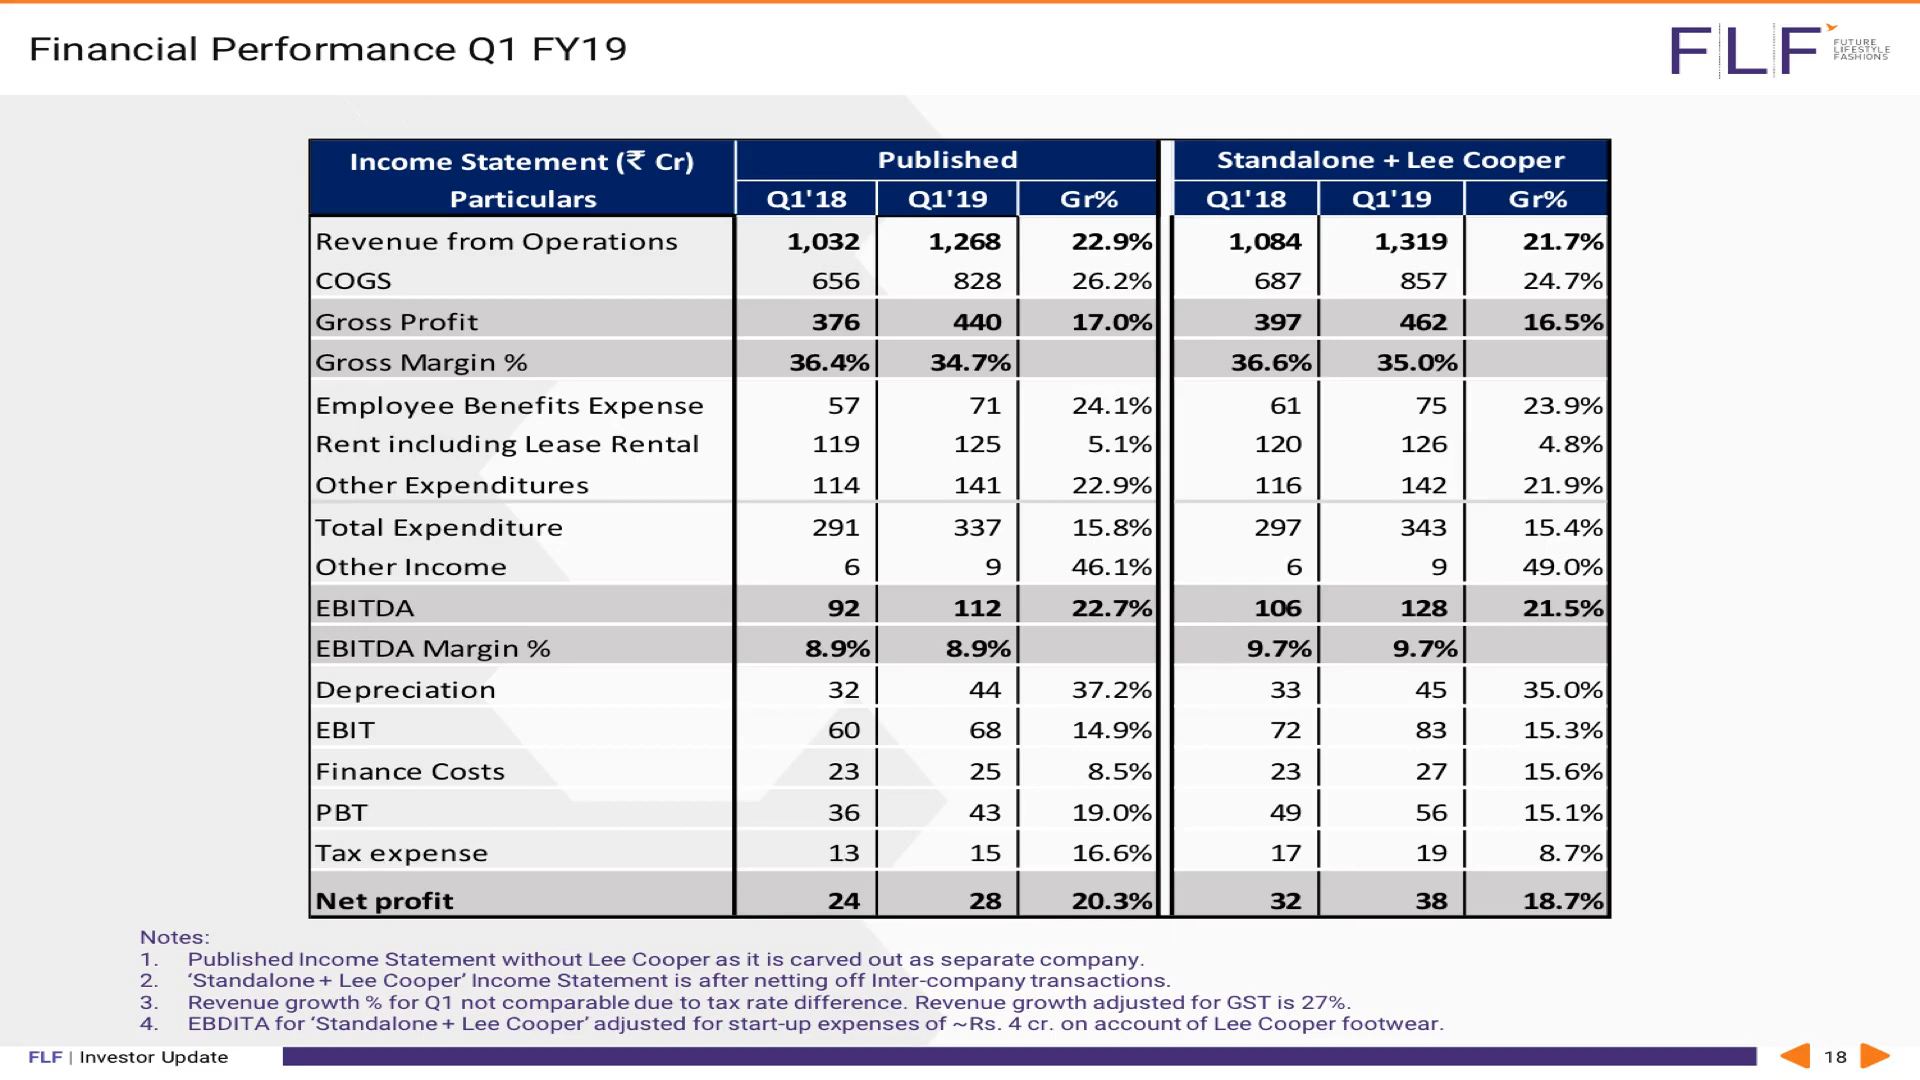 Financial Performance Q1 FY19
FLF FUTURE LIFESTYLE FASHIONS
Income Statement (₹ Cr) Published Standalone + Lee Cooper
Particulars Q1'18 Q1'19 Gr% Q1'18 Q1'19 Gr%
Revenue from Operations 1,032 1,268 22.9% 1,084 1,319 21.7%
COGS 656 828 26.2% 687 857 24.7%
Gross Profit 376 440 17.0% 397 462 16.5%
Gross Margin % 36.4% 34.7% 36.6% 35.0%
Employee Benefits Expense 57 71 24.1% 61 75 23.9%
Rent including Lease Rental 119 125 5.1% 120 126 4.8%
Other Expenditures 114 141 22.9% 116 142 21.9%
Total Expenditure 291 337 15.8% 297 343 15.4%
Other Income 6 9 46.1% 6 9 49.0%
EBITDA 92 112 22.7% 106 128 21.5%
EBITDA Margin % 8.9% 8.9% 9.7% 9.7%
Depreciation 32 44 37.2% 33 45 35.0%
EBIT 60 68 14.9% 72 83 15.3%
Finance Costs 23 25 8.5% 23 27 15.6%
PBT 36 43 19.0% 49 56 15.1%
Tax expense 13 15 16.6% 17 19 8.7%
Net profit 24 28 20.3% 32 38 18.7%
Notes:
1. Published Income Statement without Lee Cooper as it is carved out as separate company.
2. ‘Standalone + Lee Cooper’ Income Statement is after netting off Inter-company transactions.
3. Revenue growth % for Q1 not comparable due to tax rate difference. Revenue growth adjusted for GST is 27%.
4. EBDITA for ‘Standalone + Lee Cooper’ adjusted for start-up expenses of ~Rs. 4 cr. on account of Lee Cooper footwear.
FLF | Investor Update 18